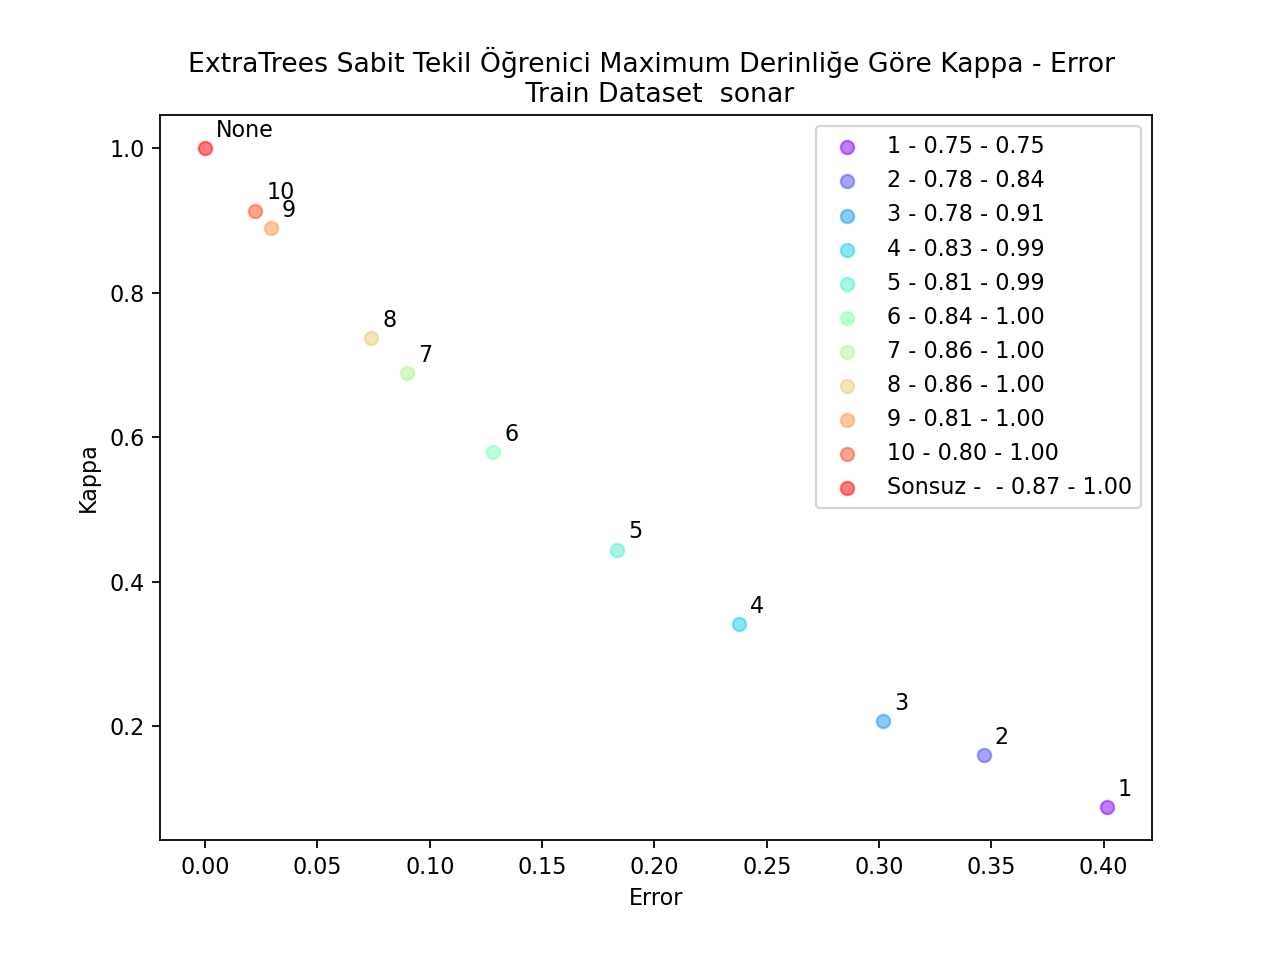 ExtraTrees Sabit Tekil Öğrenici Maximum Derinliğe Göre Kappa - Error
Train Dataset  sonar
None
10
9
8
7
6
5
4
3
2
1
1 - 0.75 - 0.75
2 - 0.78 - 0.84
3 - 0.78 - 0.91
4 - 0.83 - 0.99
5 - 0.81 - 0.99
6 - 0.84 - 1.00
7 - 0.86 - 1.00
8 - 0.86 - 1.00
9 - 0.81 - 1.00
10 - 0.80 - 1.00
Sonsuz -  - 0.87 - 1.00
1.0
0.8
0.6
0.4
0.2
Kappa
0.00 0.05 0.10 0.15 0.20 0.25 0.30 0.35 0.40
Error